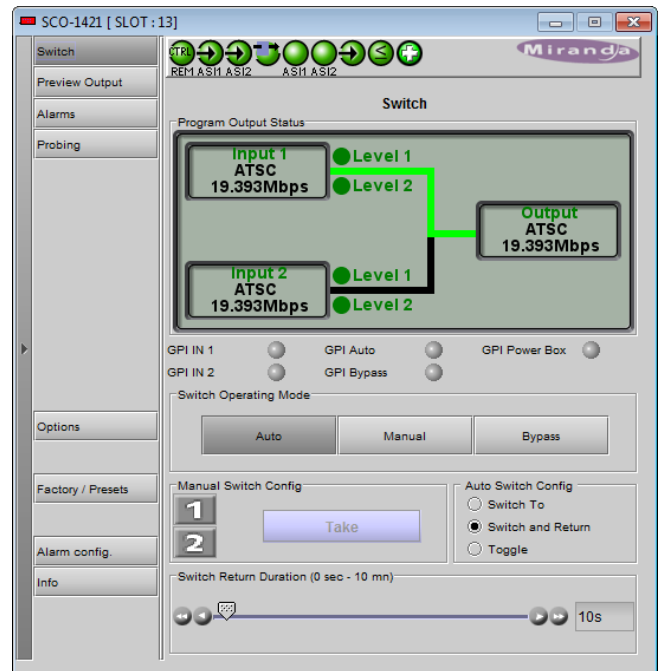 SCO-1421 [ SLOT : 13]
Switch
Preview Output
Alarms
Probing
Options
Factory / Presets
Alarm config.
Info
CTRL
REM ASI1 ASI2 ASI1 ASI2
Miranda
Switch
Program Output Status
Input 1
ATSC
19.393Mbps
Level 1
Level 2
Output
ATSC
19.393Mbps
Input 2
ATSC
19.393Mbps
Level 1
Level 2
GPI IN 1 GPI Auto GPI Power Box
GPI IN 2 GPI Bypass
Switch Operating Mode
Auto Manual Bypass
Manual Switch Config
1
2
Take
Auto Switch Config
Switch To
Switch and Return
Toggle
Switch Return Duration (0 sec - 10 mn)
10s